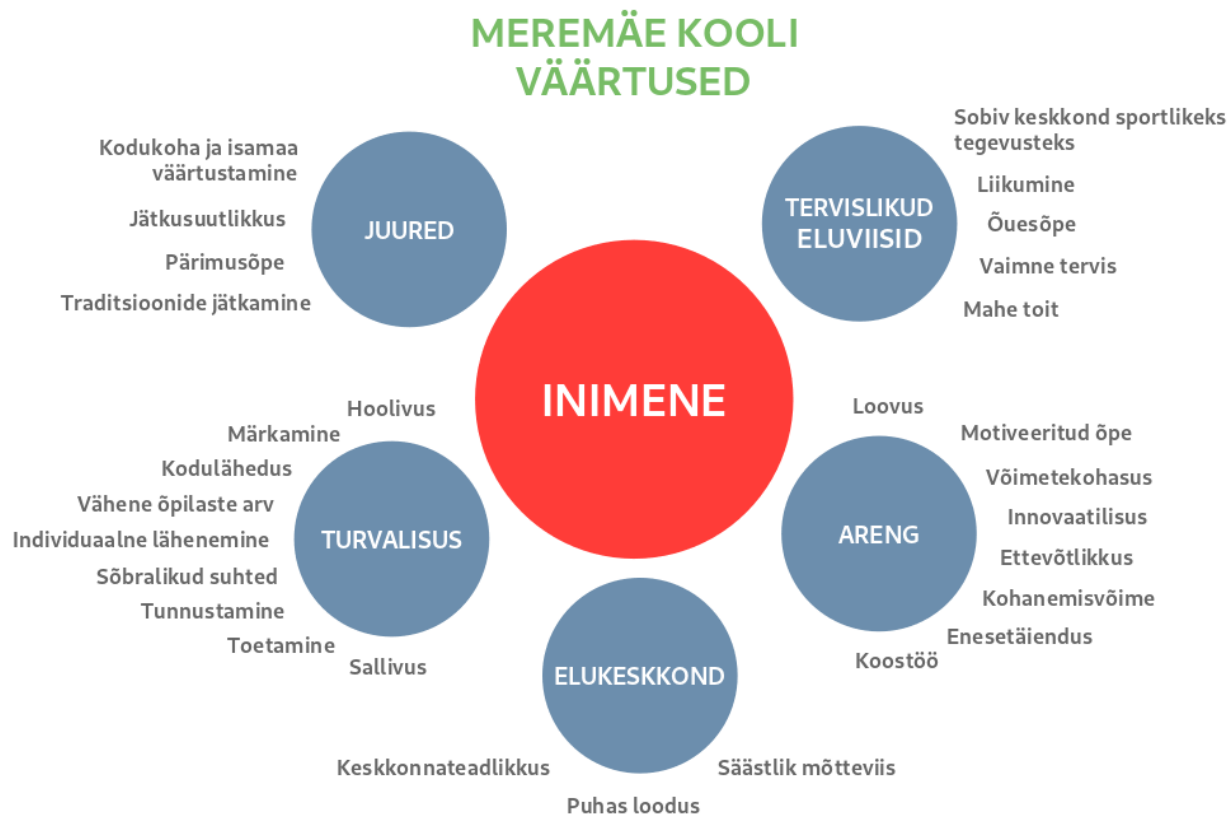 MEREMÄE KOOLI
VÄÄRTUSED
Kodukoha ja isamaa
väärtustamine
Jätkusuutlikkus
Pärimusõpe
Traditsioonide jätkamine
JUURED
TERVISLIKUD
ELUVIISID
Sobiv keskkond sportlikeks
tegevusteks
Liikumine
Õuesõpe
Vaimne tervis
Mahe toit
INIMENE
Hoolivus
Märkamine
Kodulähedus
Vähene õpilaste arv
Individuaalne lähenemine
Sõbralikud suhted
Tunnustamine
Toetamine
Sallivus
TURVALISUS
ARENG
Loovus
Motiveeritud õpe
Võimetekohasus
Innovaatilisus
Ettevõtlikkus
Kohanemisvõime
Enesetäiendus
Koostöö
ELUKESKKOND
Keskkonnateadlikkus
Säästlik mõtteviis
Puhas loodus